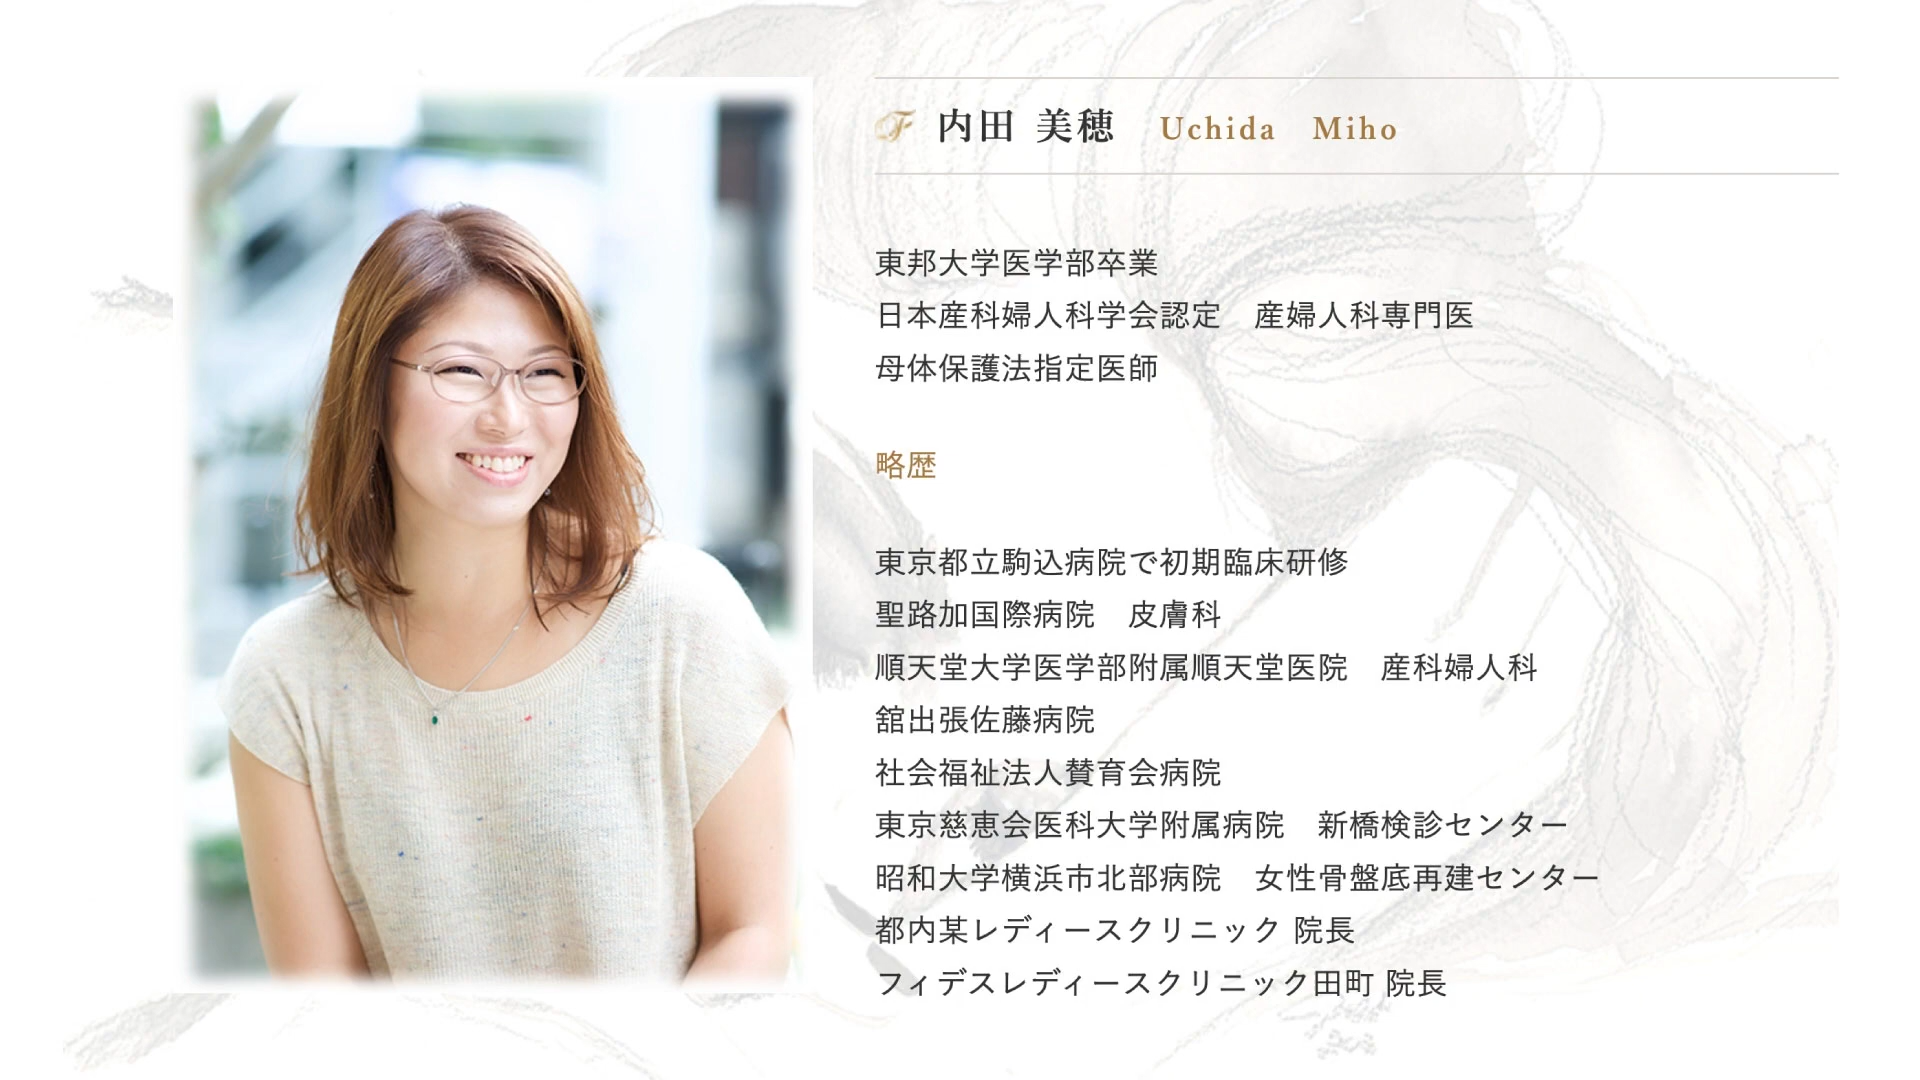 内田 美穂　Uchida　Miho
東邦大学医学部卒業
日本産科婦人科学会認定　産婦人科専門医
母体保護法指定医師
略歴
東京都立駒込病院で初期臨床研修
聖路加国際病院　皮膚科
順天堂大学医学部附属順天堂医院　産科婦人科
舘出張佐藤病院
社会福祉法人賛育会病院
東京慈恵会医科大学附属病院　新橋検診センター
昭和大学横浜市北部病院　女性骨盤底再建センター
都内某レディースクリニック 院長
フィデスレディースクリニック田町 院長